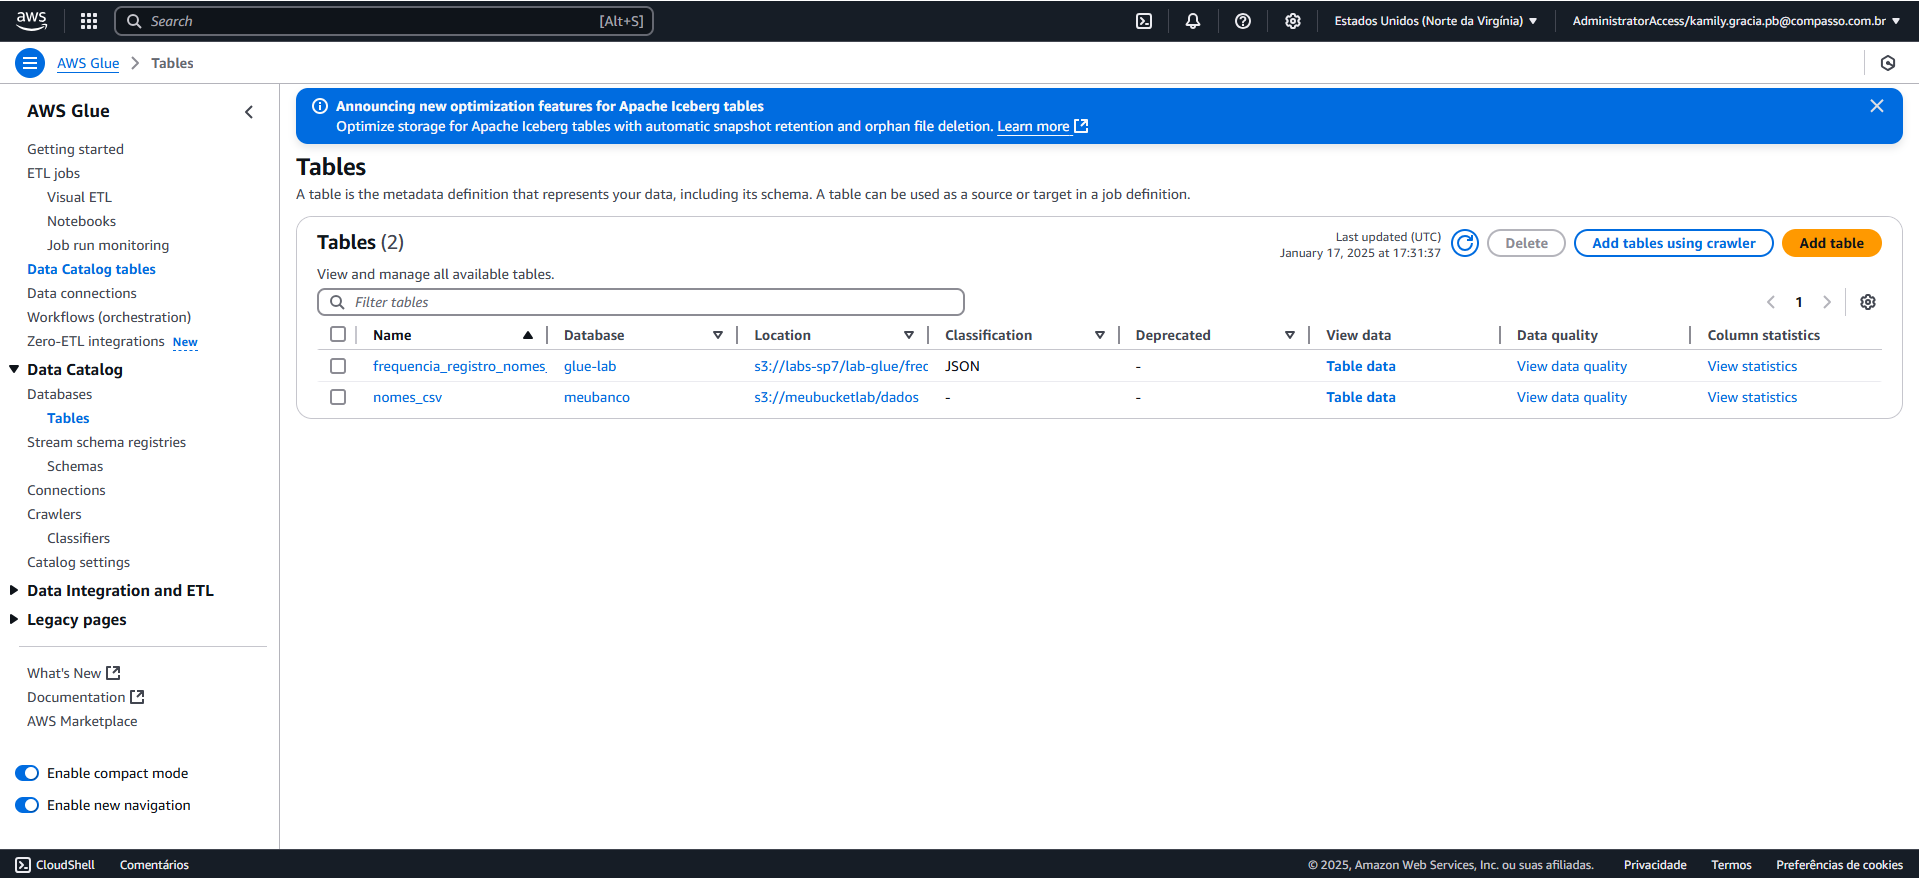 aws
Search [Alt+S]
Estados Unidos (Norte da Virgínia)
AdministratorAccess/kamily.gracia.pb@compasso.com.br
AWS Glue Tables
AWS Glue
Getting started
ETL jobs
Visual ETL
Notebooks
Job run monitoring
Data Catalog tables
Data connections
Workflows (orchestration)
Zero-ETL integrations New
Data Catalog
Databases
Tables
Stream schema registries
Schemas
Connections
Crawlers
Classifiers
Catalog settings
Data Integration and ETL
Legacy pages
What's New
Documentation
AWS Marketplace
Enable compact mode
Enable new navigation
Announcing new optimization features for Apache Iceberg tables
Optimize storage for Apache Iceberg tables with automatic snapshot retention and orphan file deletion. Learn more
Tables
A table is the metadata definition that represents your data, including its schema. A table can be used as a source or target in a job definition.
Tables (2)
Last updated (UTC)
January 17, 2025 at 17:31:37
Delete
Add tables using crawler
Add table
View and manage all available tables.
Filter tables
1
Name Database Location Classification Deprecated View data Data quality Column statistics
frequencia_registro_nomes_ glue-lab s3://labs-sp7/lab-glue/frec JSON - Table data View data quality View statistics
nomes_csv meubanco s3://meubucketlab/dados - - Table data View data quality View statistics
CloudShell Comentários
© 2025, Amazon Web Services, Inc. ou suas afiliadas. Privacidade Termos Preferências de cookies